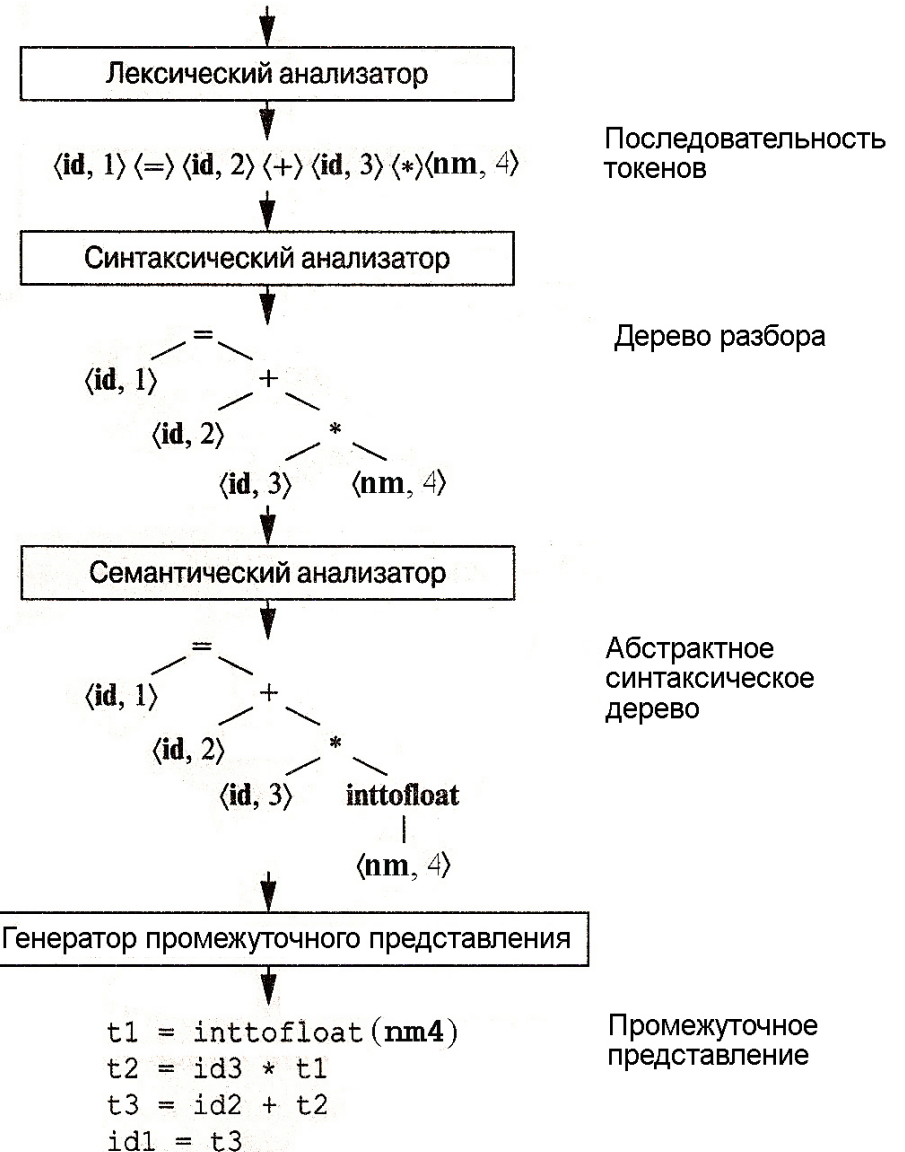 Лексический анализатор
⟨id, 1⟩ ⟨=⟩ ⟨id, 2⟩ ⟨+⟩ ⟨id, 3⟩ ⟨*⟩⟨nm, 4⟩
Последовательность
токенов
Синтаксический анализатор
Дерево разбора
=
⟨id, 1⟩ +
⟨id, 2⟩ *
⟨id, 3⟩ ⟨nm, 4⟩
Семантический анализатор
Абстрактное
синтаксическое
дерево
=
⟨id, 1⟩ +
⟨id, 2⟩ *
⟨id, 3⟩ inttofloat
⟨nm, 4⟩
Генератор промежуточного представления
Промежуточное
представление
t1 = inttofloat(nm4)
t2 = id3 * t1
t3 = id2 + t2
id1 = t3